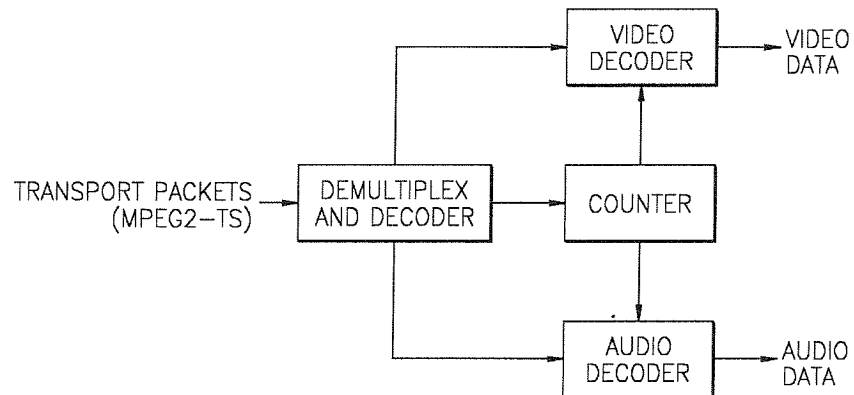 VIDEO
DECODER
VIDEO
DATA
TRANSPORT PACKETS
(MPEG2-TS)
DEMULTIPLEX
AND DECODER
COUNTER
AUDIO
DECODER
AUDIO
DATA